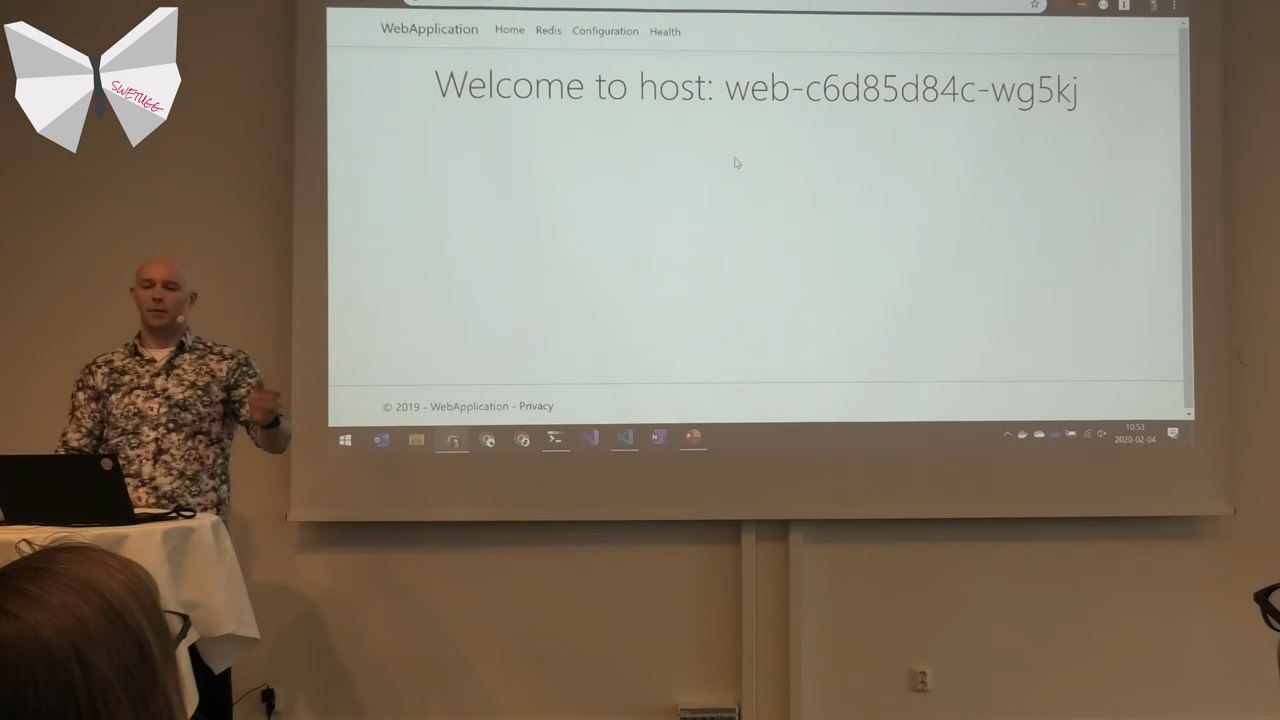 SWETUGG
WebApplication Home Redis Configuration Health
Welcome to host: web-c6d85d84c-wg5kj
© 2019 - WebApplication - Privacy
10:53
2020-02-04